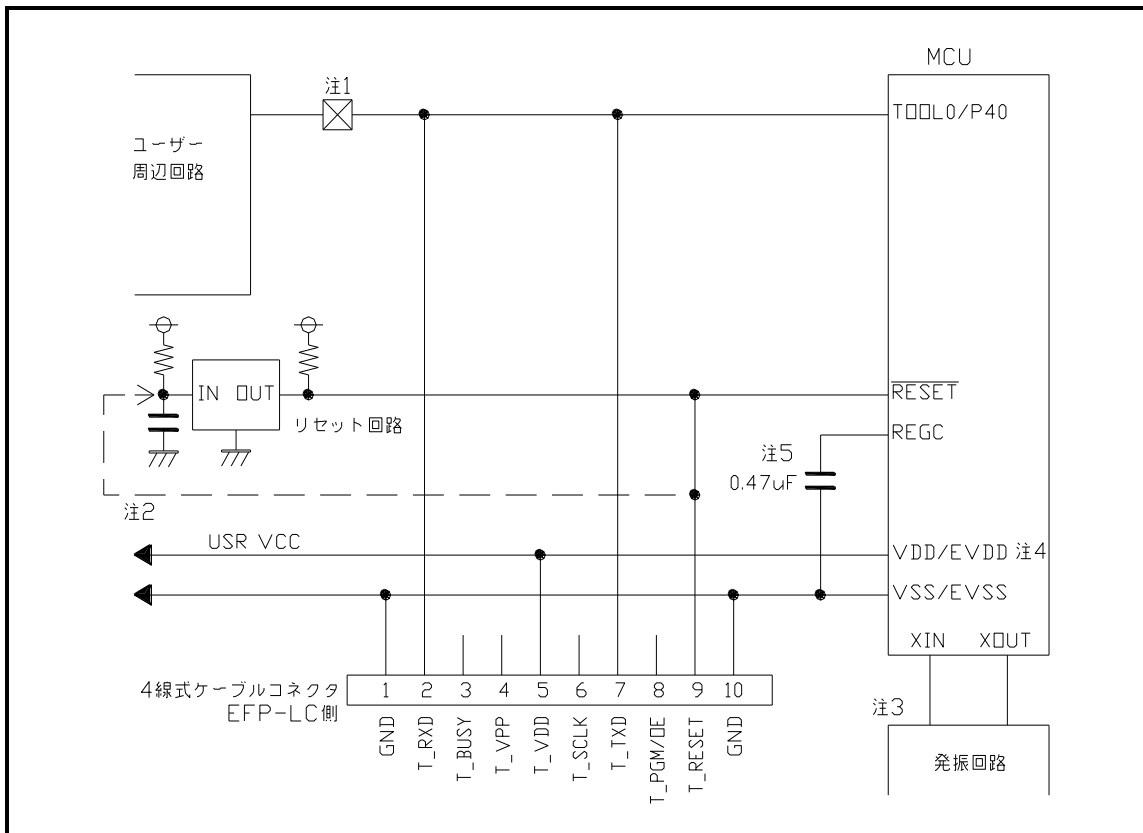 MCU
注1
TOOL0/P40
ユーザー
周辺回路
IN OUT
リセット回路
RESET
REGC
注5
0.47uF
注2
USR VCC
VDD/EVDD 注4
VSS/EVSS
XIN XOUT
4線式ケーブルコネクタ
EFP-LC側
1 2 3 4 5 6 7 8 9 10
GND
T_RXD
T_BUSY
T_VPP
T_VDD
T_SCLK
T_TXD
T_PGM/OE
T_RESET
GND
注3
発振回路